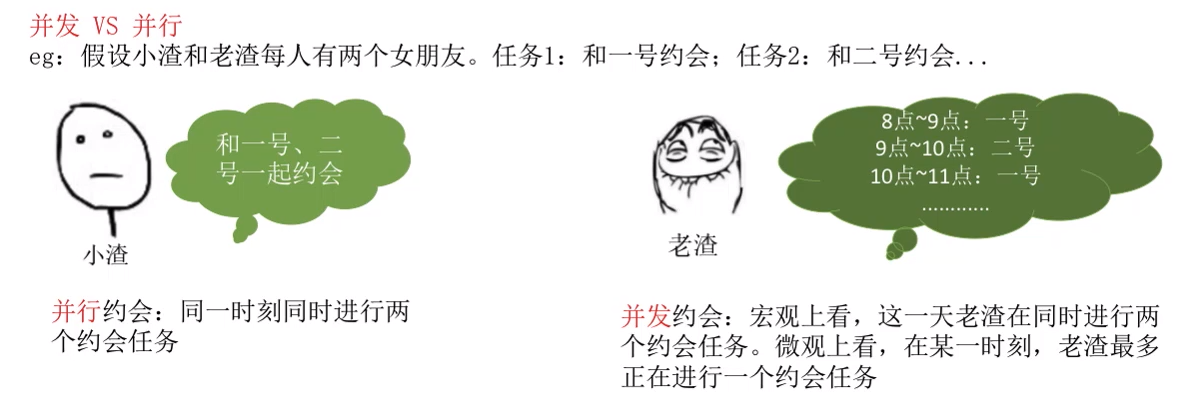 并发 VS 并行
eg：假设小渣和老渣每人有两个女朋友。任务1：和一号约会；任务2：和二号约会...
和一号、二
号一起约会
小渣
并行约会：同一时刻同时进行两
个约会任务
8点~9点：一号
9点~10点：二号
10点~11点：一号
............
老渣
并发约会：宏观上看，这一天老渣在同时进行两
个约会任务。微观上看，在某一时刻，老渣最多
正在进行一个约会任务